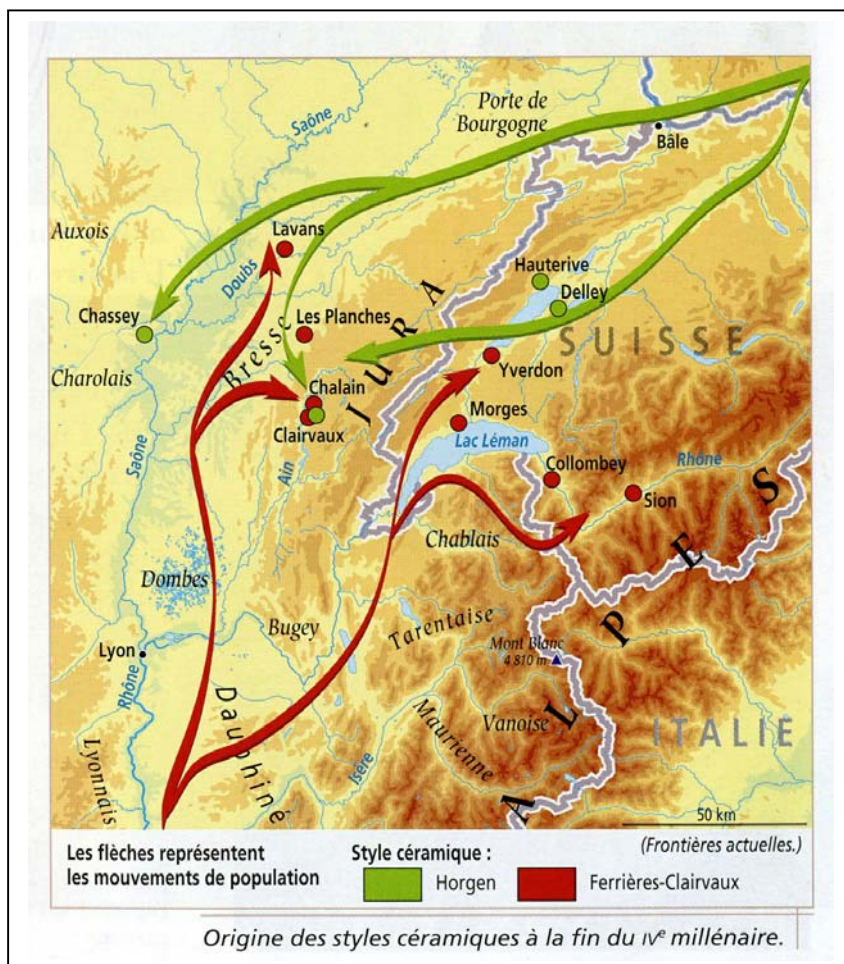 Saône
Porte de
Bourgogne
Bâle
Auxois
Lavans
Doubs
Hauterive
Delley
Chassey
Les Planches
Bresse
JURA
SUISSE
Charolais
Yverdon
Chalain
Clairvaux
Morges
Lac Léman
Saône
Ain
Collombey
Rhône
Sion
Chablais
Dombes
Bugey
Tarentaise
Mont Blanc
4 810 m
Lyon
Rhône
ALPES
Vanoise
ITALIE
Dauphiné
Maurienne
Lyonnais
Isère
50 km
(Frontières actuelles.)
Les flèches représentent
les mouvements de population
Style céramique :
Horgen
Ferrières-Clairvaux
Origine des styles céramiques à la fin du IVe millénaire.